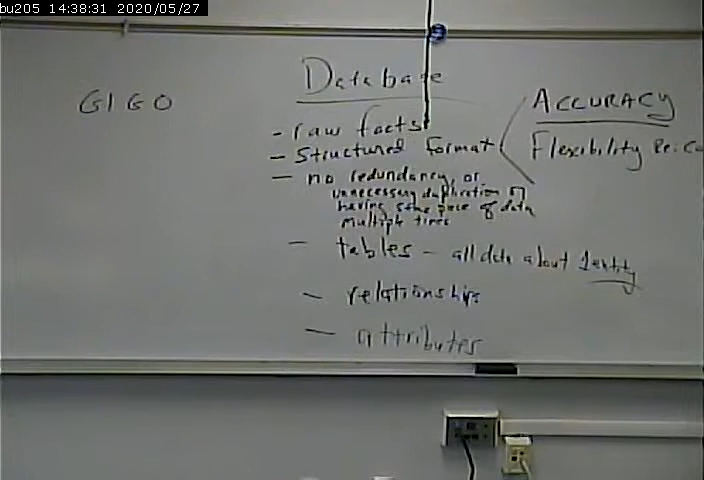 bu205 14:38:31 2020/05/27
GIGO
Database
- raw facts
- Structured format
ACCURACY
Flexibility
- no redundancy, or
unnecessary duplication of
having same piece of data
multiple times
- tables - all data about 1 entity
- relationships
- attributes